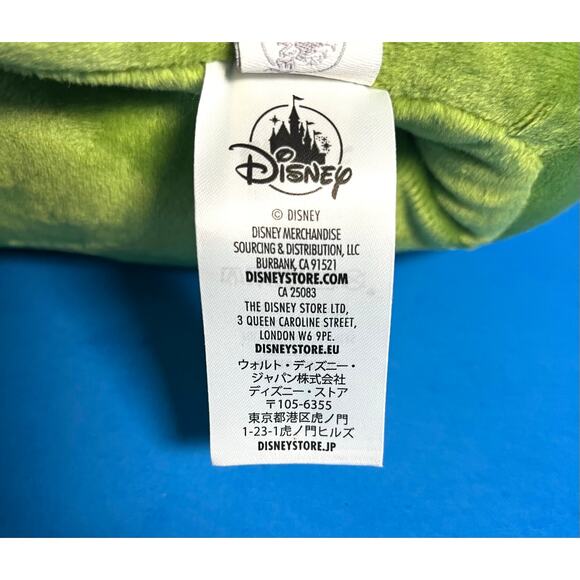 Disney
© DISNEY
DISNEY MERCHANDISE
SOURCING & DISTRIBUTION, LLC
BURBANK, CA 91521
DISNEYSTORE.COM
CA 25083
THE DISNEY STORE LTD,
3 QUEEN CAROLINE STREET,
LONDON W6 9PE.
DISNEYSTORE.EU
ウォルト・ディズニー・
ジャパン株式会社
ディズニー・ストア
〒105-6355
東京都港区虎ノ門
1-23-1虎ノ門ヒルズ
DISNEYSTORE.JP